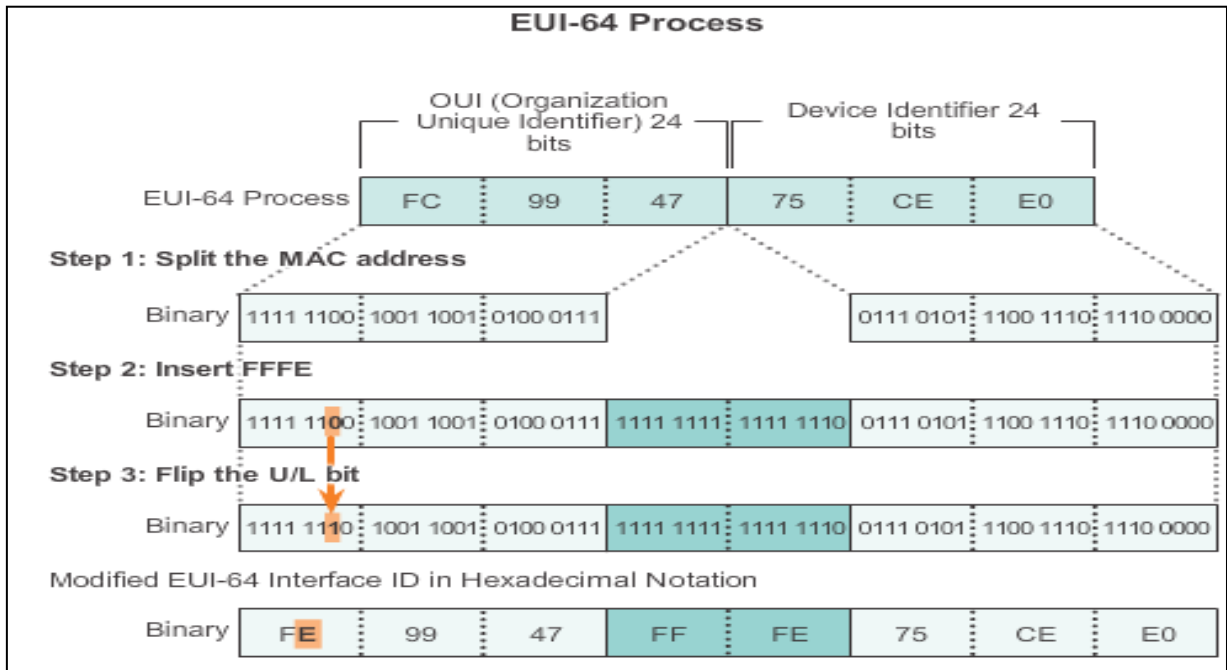 EUI-64 Process
OUI (Organization
Unique Identifier) 24
bits
Device Identifier 24
bits
EUI-64 Process FC 99 47 75 CE E0
Step 1: Split the MAC address
Binary 1111 1100 1001 1001 0100 0111 0111 0101 1100 1110 1110 0000
Step 2: Insert FFFE
Binary 1111 1100 1001 1001 0100 0111 1111 1111 1111 1110 0111 0101 1100 1110 1110 0000
Step 3: Flip the U/L bit
Binary 1111 1110 1001 1001 0100 0111 1111 1111 1111 1110 0111 0101 1100 1110 1110 0000
Modified EUI-64 Interface ID in Hexadecimal Notation
Binary FE 99 47 FF FE 75 CE E0